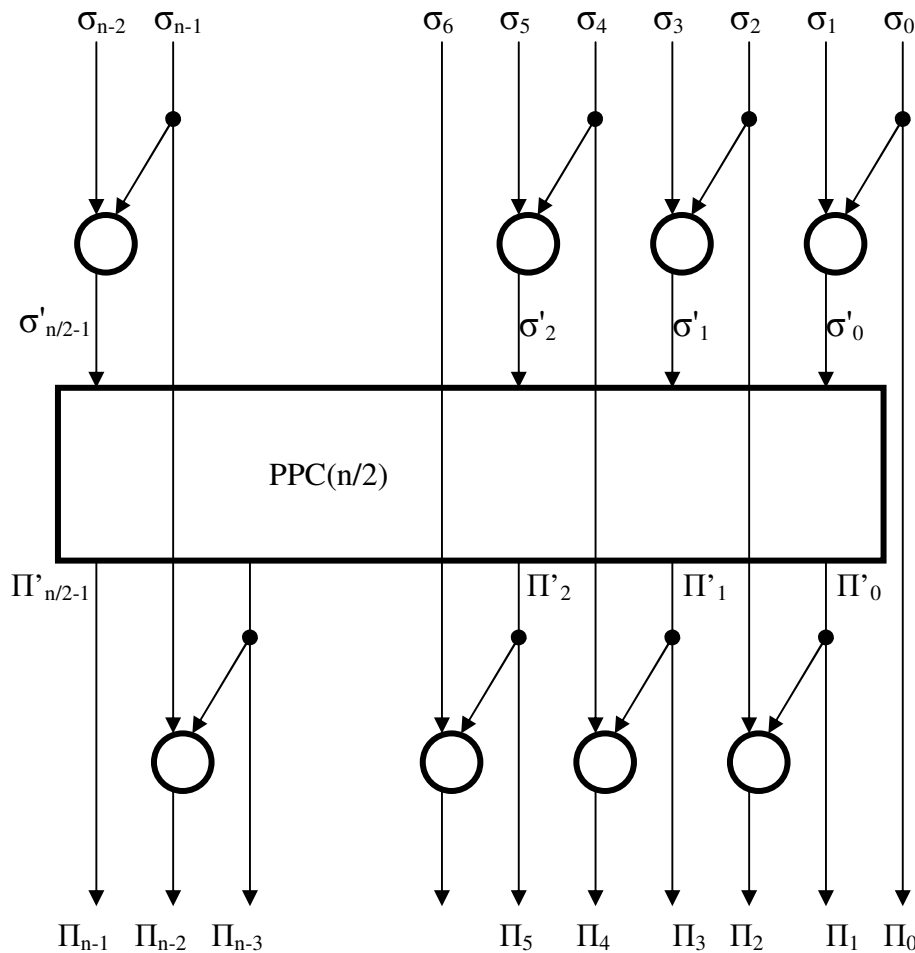 σn-2 σn-1 σ6 σ5 σ4 σ3 σ2 σ1 σ0
σ'n/2-1 σ'2 σ'1 σ'0
PPC(n/2)
Π'n/2-1 Π'2 Π'1 Π'0
Πn-1 Πn-2 Πn-3 Π5 Π4 Π3 Π2 Π1 Π0